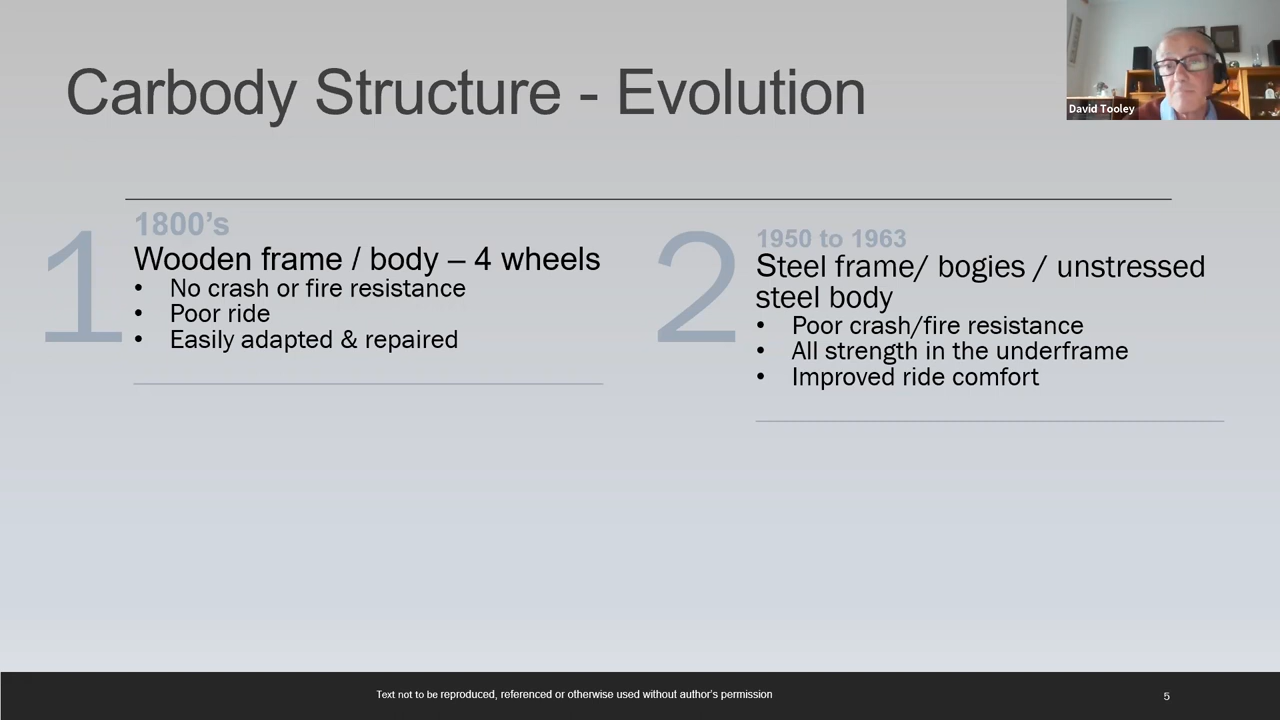 Carbody Structure - Evolution
David Tooley
1
1800’s
Wooden frame / body – 4 wheels
• No crash or fire resistance
• Poor ride
• Easily adapted & repaired
2
1950 to 1963
Steel frame/ bogies / unstressed
steel body
• Poor crash/fire resistance
• All strength in the underframe
• Improved ride comfort
Text not to be reproduced, referenced or otherwise used without author’s permission
5